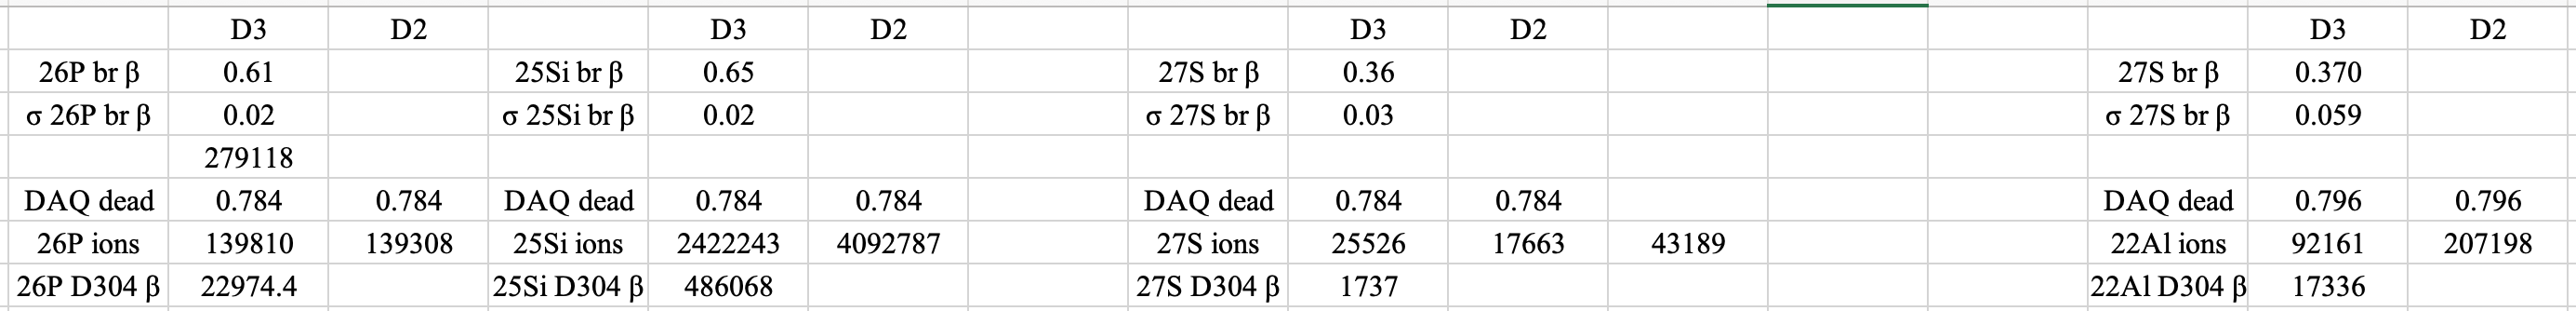 D3 D2 D3 D2 D3 D2 D3 D2
26P br β 0.61 25Si br β 0.65 27S br β 0.36 27S br β 0.370
σ 26P br β 0.02 σ 25Si br β 0.02 σ 27S br β 0.03 σ 27S br β 0.059
279118
DAQ dead 0.784 0.784 DAQ dead 0.784 0.784 DAQ dead 0.784 0.784 DAQ dead 0.796 0.796
26P ions 139810 139308 25Si ions 2422243 4092787 27S ions 25526 17663 43189 22Al ions 92161 207198
26P D304 β 22974.4 25Si D304 β 486068 27S D304 β 1737 22Al D304 β 17336